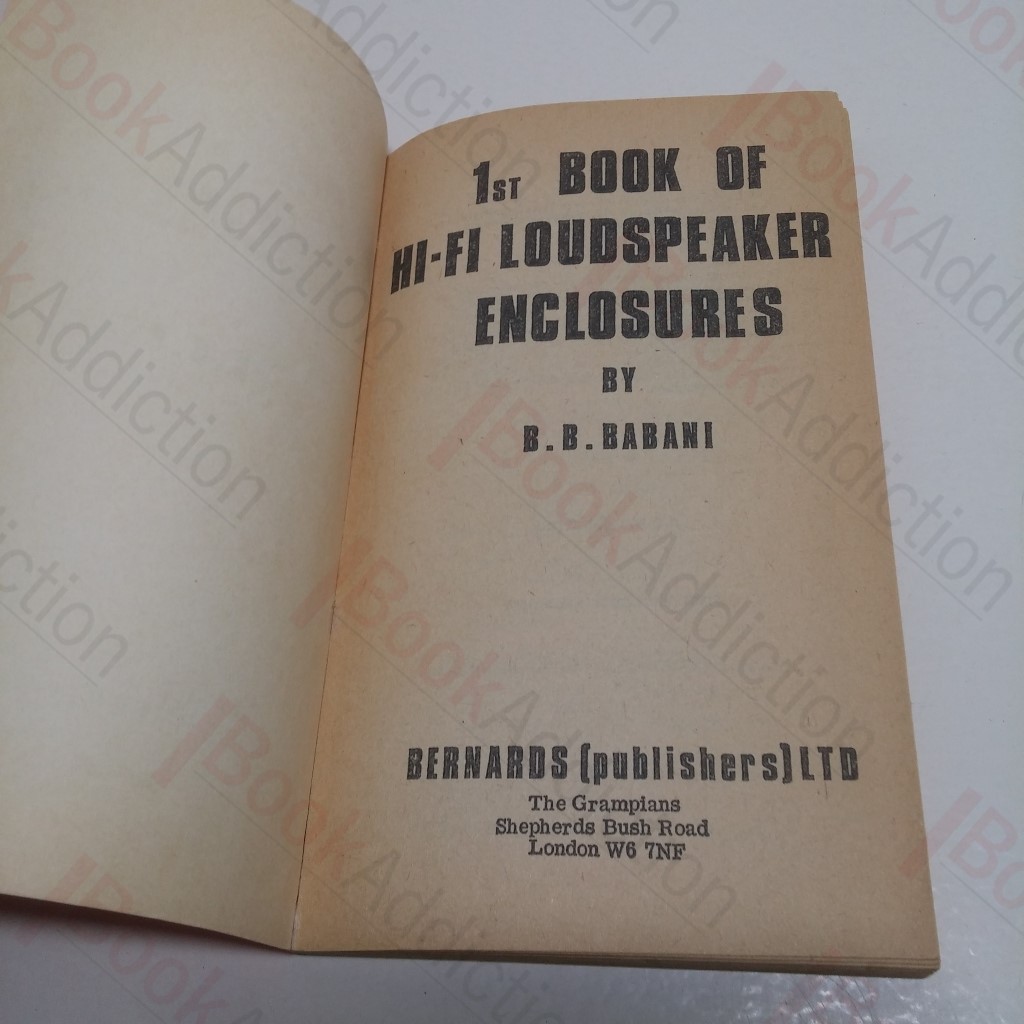 1ST BOOK OF
HI-FI LOUDSPEAKER
ENCLOSURES
BY
B.B.BABANI
BERNARDS (publishers) LTD
The Grampians
Shepherds Bush Road
London W6 7NF
BookAddiction